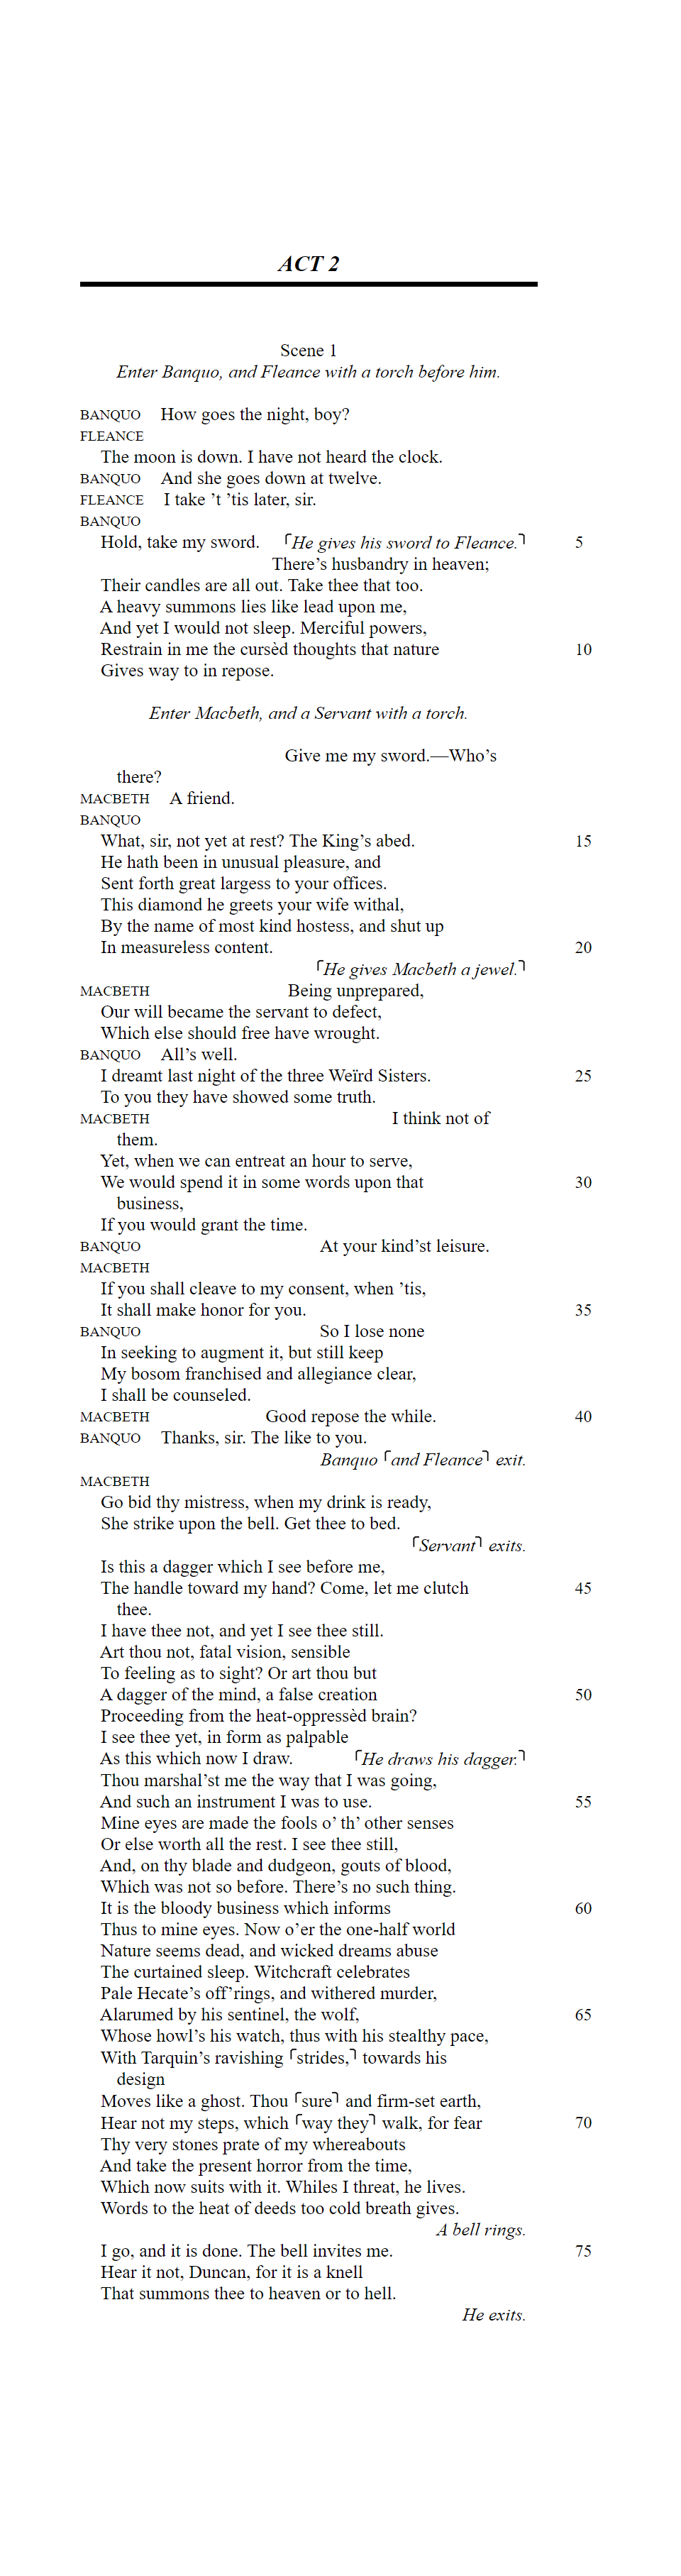 ACT 2
Scene 1
Enter Banquo, and Fleance with a torch before him.
BANQUO How goes the night, boy?
FLEANCE
The moon is down. I have not heard the clock.
BANQUO And she goes down at twelve.
FLEANCE I take ’t ’tis later, sir.
BANQUO
Hold, take my sword. ⌜He gives his sword to Fleance.⌝ 5
There’s husbandry in heaven;
Their candles are all out. Take thee that too.
A heavy summons lies like lead upon me,
And yet I would not sleep. Merciful powers,
Restrain in me the cursèd thoughts that nature 10
Gives way to in repose.
Enter Macbeth, and a Servant with a torch.
Give me my sword.—Who’s
there?
MACBETH A friend.
BANQUO
What, sir, not yet at rest? The King’s abed. 15
He hath been in unusual pleasure, and
Sent forth great largess to your offices.
This diamond he greets your wife withal,
By the name of most kind hostess, and shut up
In measureless content. 20
⌜He gives Macbeth a jewel.⌝
MACBETH Being unprepared,
Our will became the servant to defect,
Which else should free have wrought.
BANQUO All’s well.
I dreamt last night of the three Weïrd Sisters. 25
To you they have showed some truth.
MACBETH I think not of
them.
Yet, when we can entreat an hour to serve,
We would spend it in some words upon that 30
business,
If you would grant the time.
BANQUO At your kind’st leisure.
MACBETH
If you shall cleave to my consent, when ’tis,
It shall make honor for you. 35
BANQUO So I lose none
In seeking to augment it, but still keep
My bosom franchised and allegiance clear,
I shall be counseled.
MACBETH Good repose the while. 40
BANQUO Thanks, sir. The like to you.
Banquo ⌜and Fleance⌝ exit.
MACBETH
Go bid thy mistress, when my drink is ready,
She strike upon the bell. Get thee to bed.
⌜Servant⌝ exits.
Is this a dagger which I see before me,
The handle toward my hand? Come, let me clutch 45
thee.
I have thee not, and yet I see thee still.
Art thou not, fatal vision, sensible
To feeling as to sight? Or art thou but
A dagger of the mind, a false creation 50
Proceeding from the heat-oppressèd brain?
I see thee yet, in form as palpable
As this which now I draw. ⌜He draws his dagger.⌝
Thou marshal’st me the way that I was going,
And such an instrument I was to use. 55
Mine eyes are made the fools o’ th’ other senses
Or else worth all the rest. I see thee still,
And, on thy blade and dudgeon, gouts of blood,
Which was not so before. There’s no such thing.
It is the bloody business which informs 60
Thus to mine eyes. Now o’er the one-half world
Nature seems dead, and wicked dreams abuse
The curtained sleep. Witchcraft celebrates
Pale Hecate’s off’rings, and withered murder,
Alarumed by his sentinel, the wolf, 65
Whose howl’s his watch, thus with his stealthy pace,
With Tarquin’s ravishing ⌜strides,⌝ towards his
design
Moves like a ghost. Thou ⌜sure⌝ and firm-set earth,
Hear not my steps, which ⌜way they⌝ walk, for fear 70
Thy very stones prate of my whereabouts
And take the present horror from the time,
Which now suits with it. Whiles I threat, he lives.
Words to the heat of deeds too cold breath gives.
A bell rings.
I go, and it is done. The bell invites me. 75
Hear it not, Duncan, for it is a knell
That summons thee to heaven or to hell.
He exits.